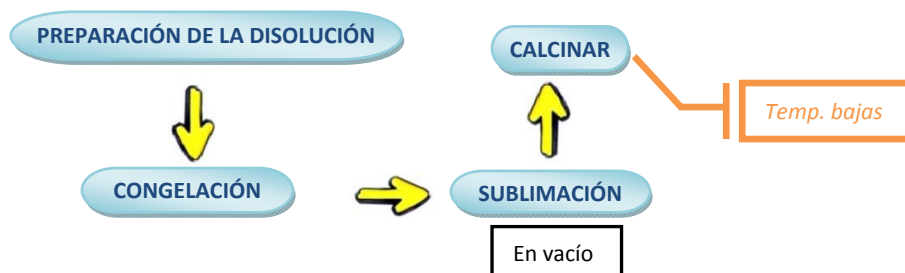 PREPARACIÓN DE LA DISOLUCIÓN
CONGELACIÓN
SUBLIMACIÓN
En vacío
CALCINAR
Temp. bajas